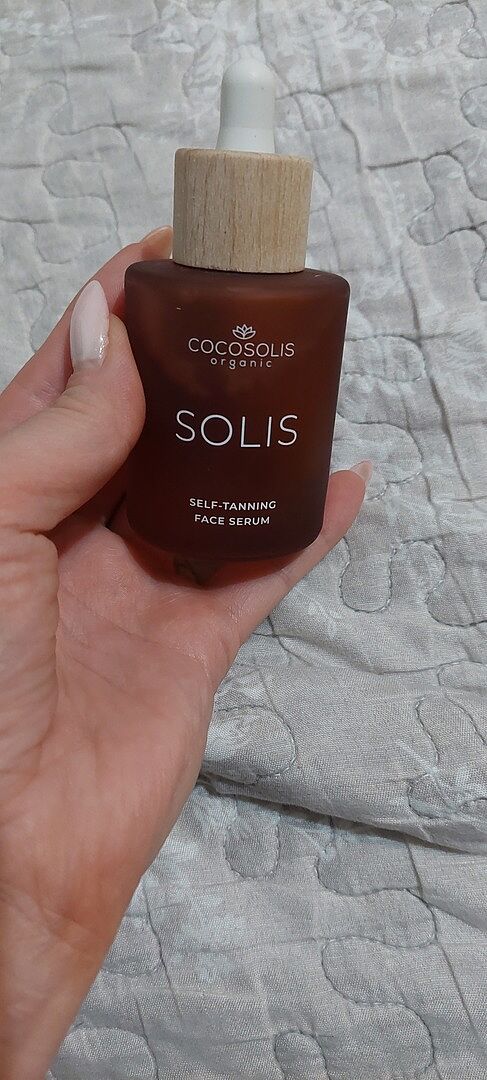 COCOSOLIS
organic
SOLIS
SELF-TANNING
FACE SERUM